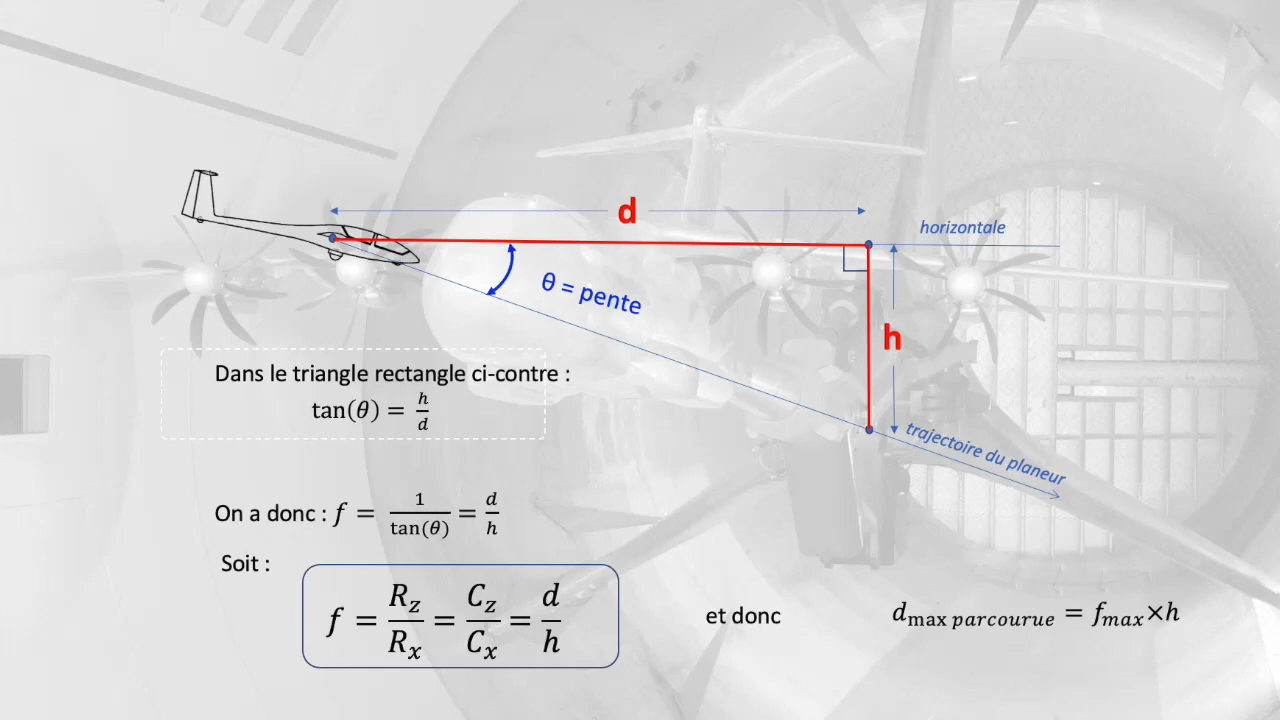 d
horizontale
θ = pente
h
Dans le triangle rectangle ci-contre :
tan(θ) = h/d
trajectoire du planeur
On a donc : f = 1/tan(θ) = d/h
Soit :
f = R_z/R_x = C_z/C_x = d/h
et donc
d_max parcourue = f_max×h